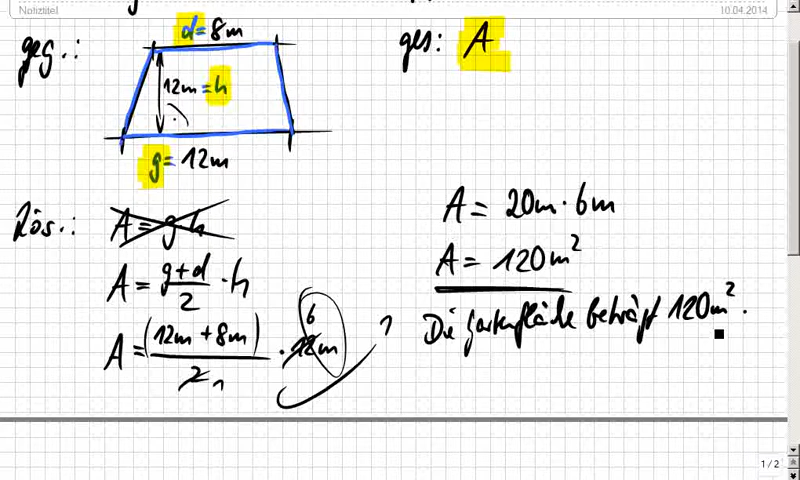 Notiztitel
10.04.2014
geg.:
d=8m
ges: A
12m=h
g=12m
Lös.: A=g·h
A=g+d/2·h
A=(12m+8m)/2 1·12m 6
A=20m·6m
A=120m²
Die Gartenfläche beträgt 120m².
1/2